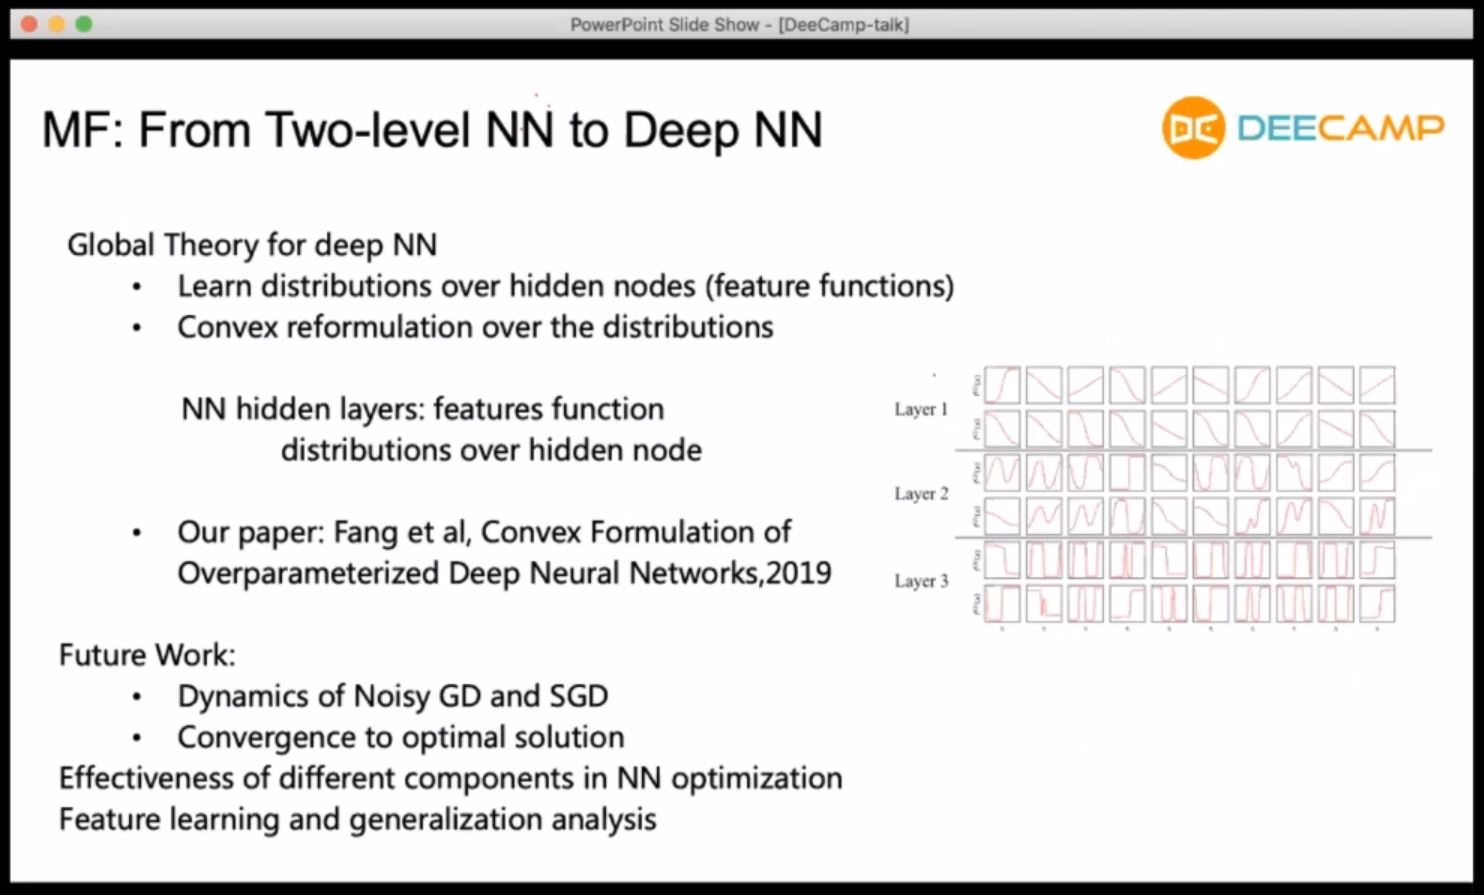 PowerPoint Slide Show - [DeeCamp-talk]
MF: From Two-level NN to Deep NN
DEECAMP
Global Theory for deep NN
• Learn distributions over hidden nodes (feature functions)
• Convex reformulation over the distributions
NN hidden layers: features function
distributions over hidden node
• Our paper: Fang et al, Convex Formulation of
Overparameterized Deep Neural Networks,2019
Layer 1
Layer 2
Layer 3
Future Work:
• Dynamics of Noisy GD and SGD
• Convergence to optimal solution
Effectiveness of different components in NN optimization
Feature learning and generalization analysis